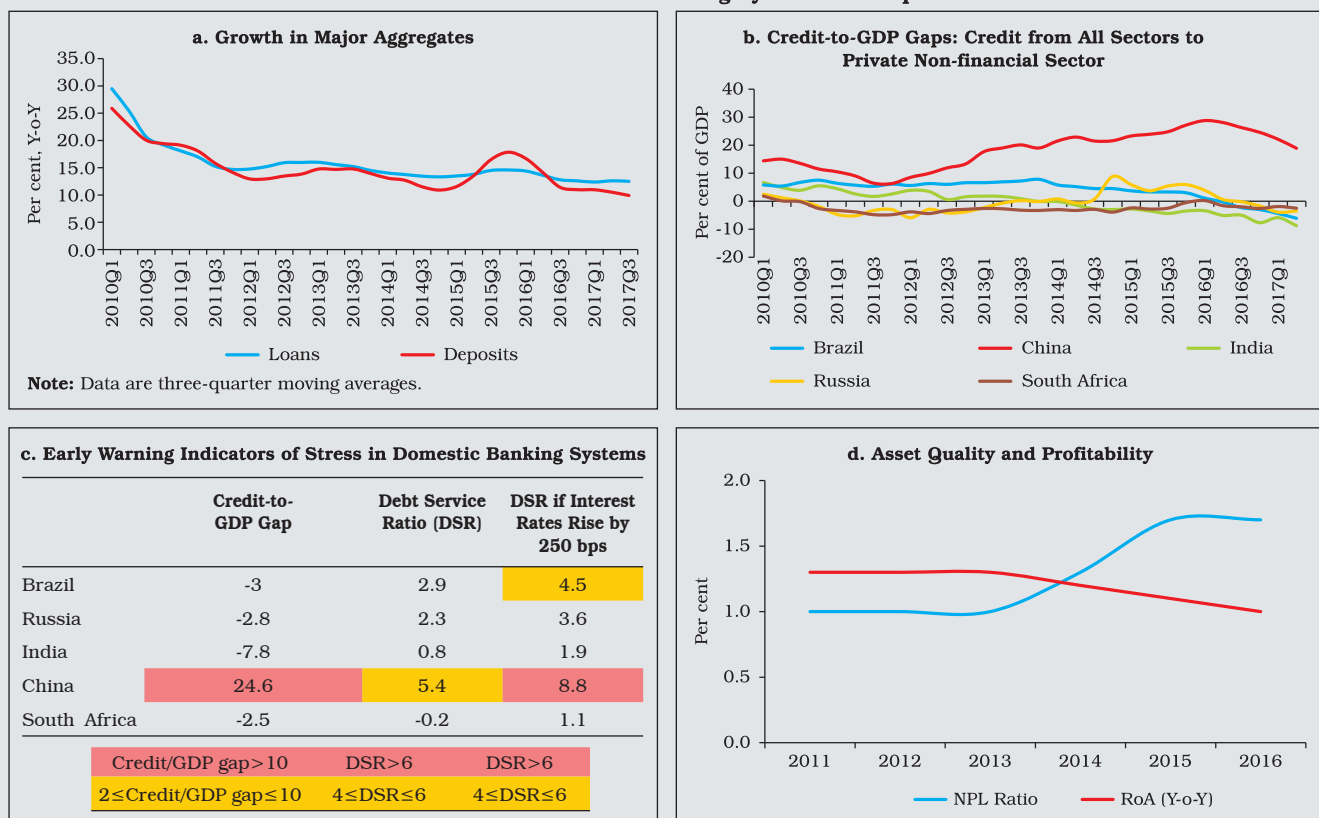 a. Growth in Major Aggregates
Per cent, Y-o-Y
35.0
30.0
25.0
20.0
15.0
10.0
5.0
0.0
2010Q1
2010Q3
2011Q1
2011Q3
2012Q1
2012Q3
2013Q1
2013Q3
2014Q1
2014Q3
2015Q1
2015Q3
2016Q1
2016Q3
2017Q1
2017Q3
Loans Deposits
Note: Data are three-quarter moving averages.
b. Credit-to-GDP Gaps: Credit from All Sectors to
Private Non-financial Sector
Per cent of GDP
40
30
20
10
0
-10
-20
2010Q1
2010Q3
2011Q1
2011Q3
2012Q1
2012Q3
2013Q1
2013Q3
2014Q1
2014Q3
2015Q1
2015Q3
2016Q1
2016Q3
2017Q1
Brazil China India
Russia South Africa
c. Early Warning Indicators of Stress in Domestic Banking Systems
Credit-to- Debt Service DSR if Interest
GDP Gap Ratio (DSR) Rates Rise by
250 bps
Brazil -3 2.9 4.5
Russia -2.8 2.3 3.6
India -7.8 0.8 1.9
China 24.6 5.4 8.8
South Africa -2.5 -0.2 1.1
Credit/GDP gap>10 DSR>6 DSR>6
2≤Credit/GDP gap≤10 4≤DSR≤6 4≤DSR≤6
d. Asset Quality and Profitability
Per cent
2.0
1.5
1.0
0.5
0.0
2011 2012 2013 2014 2015 2016
NPL Ratio RoA (Y-o-Y)